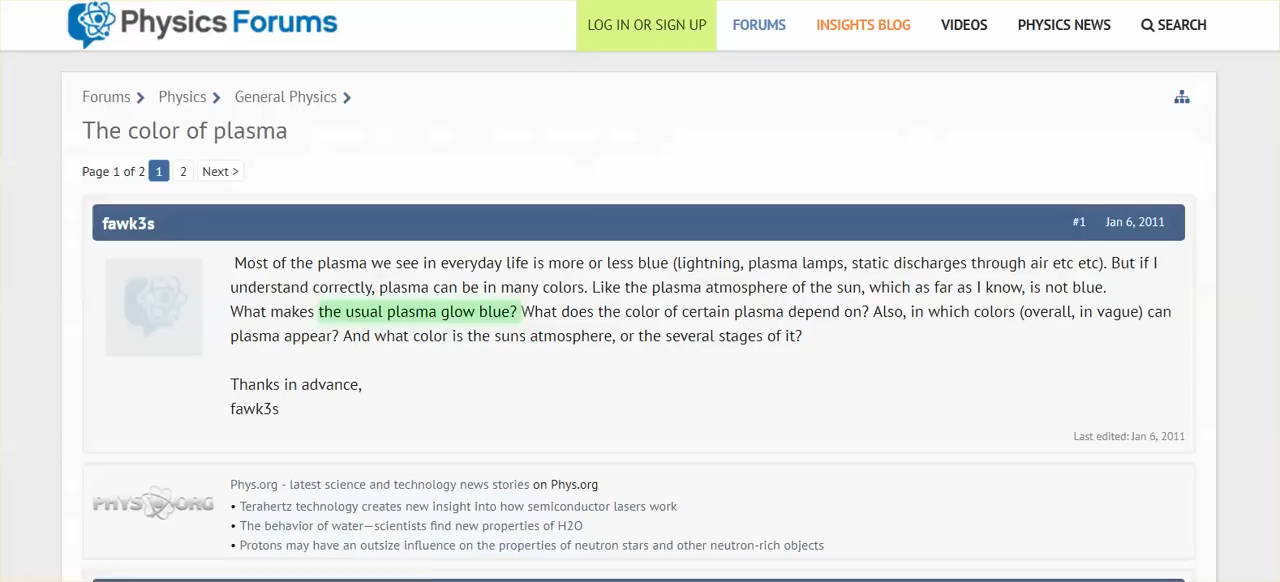 Physics Forums
LOG IN OR SIGN UP
FORUMS
INSIGHTS BLOG
VIDEOS
PHYSICS NEWS
SEARCH
Forums > Physics > General Physics >
The color of plasma
Page 1 of 2 1 2 Next >
fawk3s
#1 Jan 6, 2011
Most of the plasma we see in everyday life is more or less blue (lightning, plasma lamps, static discharges through air etc etc). But if I
understand correctly, plasma can be in many colors. Like the plasma atmosphere of the sun, which as far as I know, is not blue.
What makes the usual plasma glow blue? What does the color of certain plasma depend on? Also, in which colors (overall, in vague) can
plasma appear? And what color is the suns atmosphere, or the several stages of it?
Thanks in advance,
fawk3s
Last edited: Jan 6, 2011
PHYS ORG
Phys.org - latest science and technology news stories on Phys.org
• Terahertz technology creates new insight into how semiconductor lasers work
• The behavior of water—scientists find new properties of H2O
• Protons may have an outsize influence on the properties of neutron stars and other neutron-rich objects